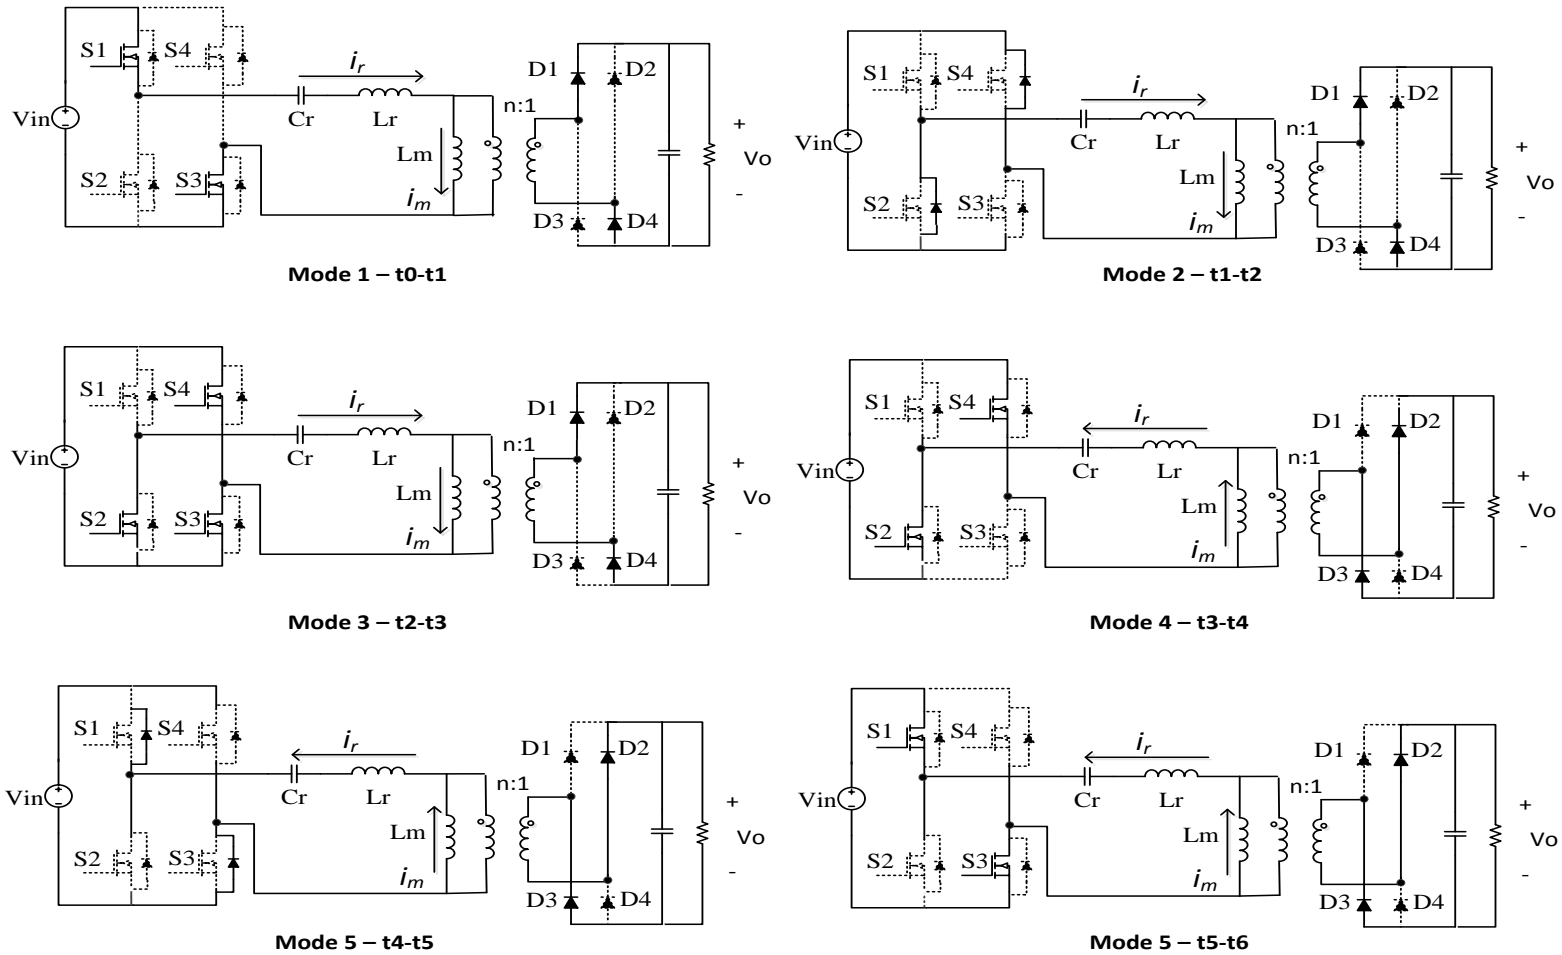 S1 S4
i_r
D1 D2
n:1
Vin
Cr Lr
Lm
+
Vo
-
S2 S3
i_m
D3 D4
Mode 1 – t0-t1
S1 S4
i_r
D1 D2
n:1
Vin
Cr Lr
Lm
+
Vo
-
S2 S3
i_m
D3 D4
Mode 2 – t1-t2
S1 S4
i_r
D1 D2
n:1
Vin
Cr Lr
Lm
+
Vo
-
S2 S3
i_m
D3 D4
Mode 3 – t2-t3
S1 S4
i_r
D1 D2
n:1
Vin
Cr Lr
Lm
+
Vo
-
S2 S3
i_m
D3 D4
Mode 4 – t3-t4
S1 S4
i_r
D1 D2
n:1
Vin
Cr Lr
Lm
+
Vo
-
S2 S3
i_m
D3 D4
Mode 5 – t4-t5
S1 S4
i_r
D1 D2
n:1
Vin
Cr Lr
Lm
+
Vo
-
S2 S3
i_m
D3 D4
Mode 5 – t5-t6